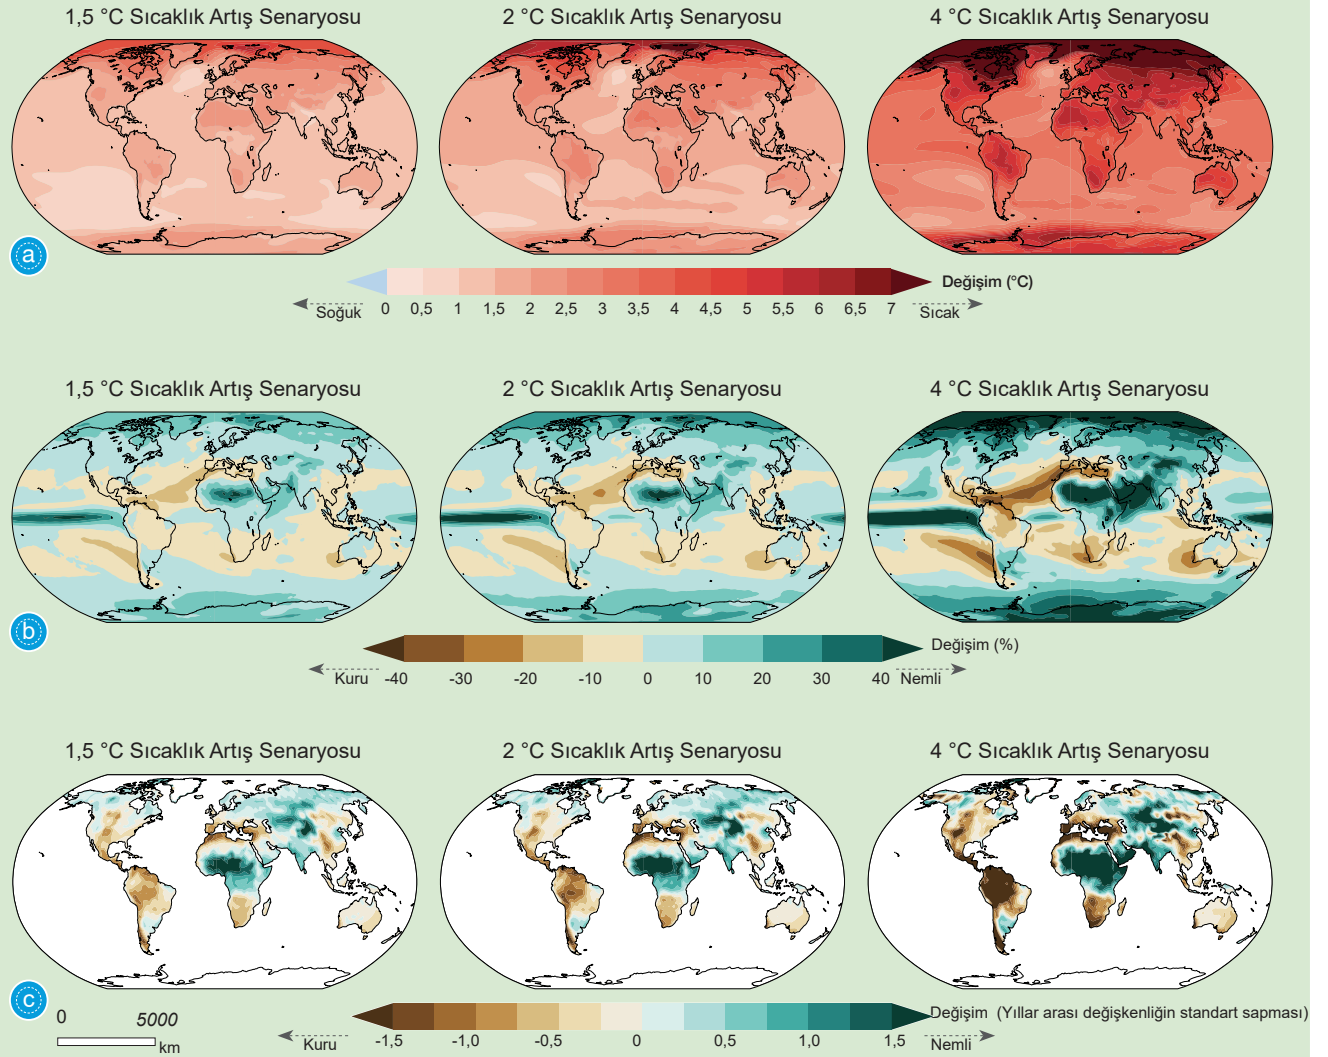 1,5 °C Sıcaklık Artış Senaryosu
2 °C Sıcaklık Artış Senaryosu
4 °C Sıcaklık Artış Senaryosu
a
Değişim (°C)
Soğuk 0 0,5 1 1,5 2 2,5 3 3,5 4 4,5 5 5,5 6 6,5 7 Sıcak
1,5 °C Sıcaklık Artış Senaryosu
2 °C Sıcaklık Artış Senaryosu
4 °C Sıcaklık Artış Senaryosu
b
Değişim (%)
Kuru -40 -30 -20 -10 0 10 20 30 40 Nemli
1,5 °C Sıcaklık Artış Senaryosu
2 °C Sıcaklık Artış Senaryosu
4 °C Sıcaklık Artış Senaryosu
c
0 5000
km
Değişim (Yıllar arası değişkenliğin standart sapması)
Kuru -1,5 -1,0 -0,5 0 0,5 1,0 1,5 Nemli